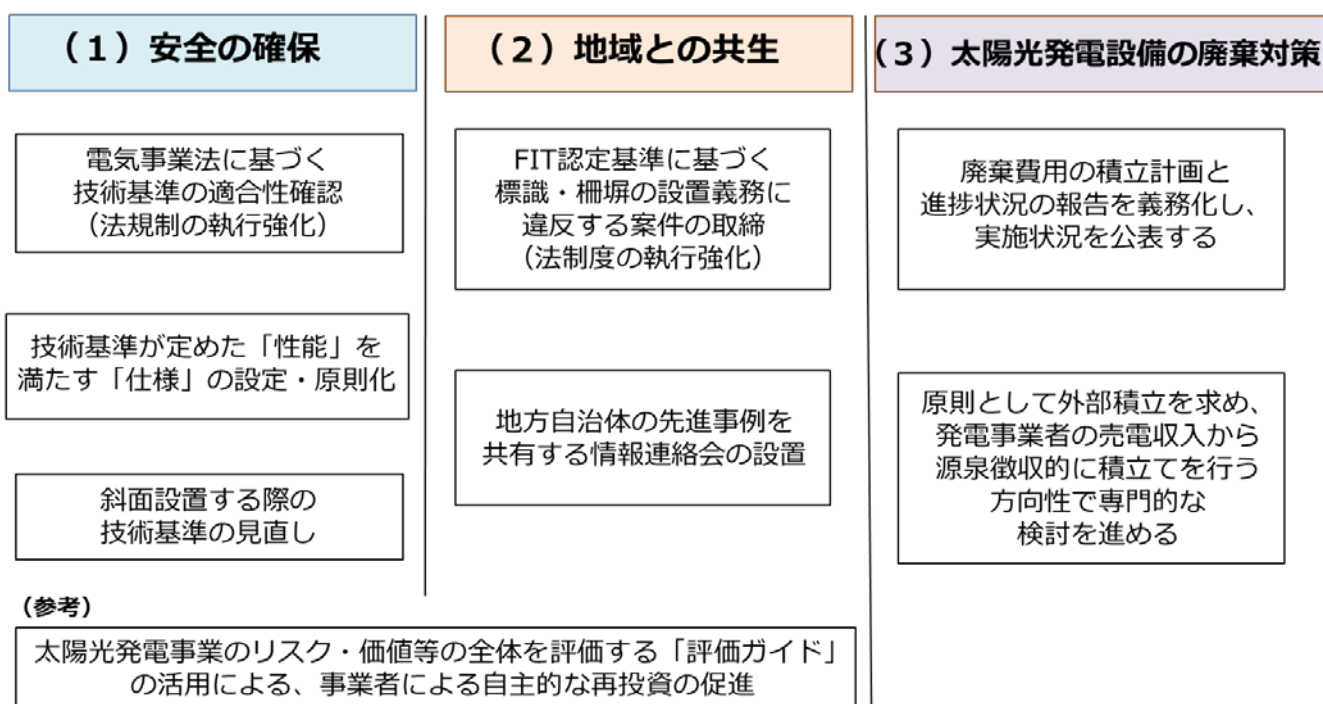 (1)安全の確保
電気事業法に基づく
技術基準の適合性確認
(法規制の執行強化)
技術基準が定めた「性能」を
満たす「仕様」の設定・原則化
斜面設置する際の
技術基準の見直し
(2)地域との共生
FIT認定基準に基づく
標識・柵塀の設置義務に
違反する案件の取締
(法制度の執行強化)
地方自治体の先進事例を
共有する情報連絡会の設置
(参考)
太陽光発電事業のリスク・価値等の全体を評価する「評価ガイド」
の活用による、事業者による自主的な再投資の促進
(3)太陽光発電設備の廃棄対策
廃棄費用の積立計画と
進捗状況の報告を義務化し、
実施状況を公表する
原則として外部積立を求め、
発電事業者の売電収入から
源泉徴収的に積立てを行う
方向性で専門的な
検討を進める